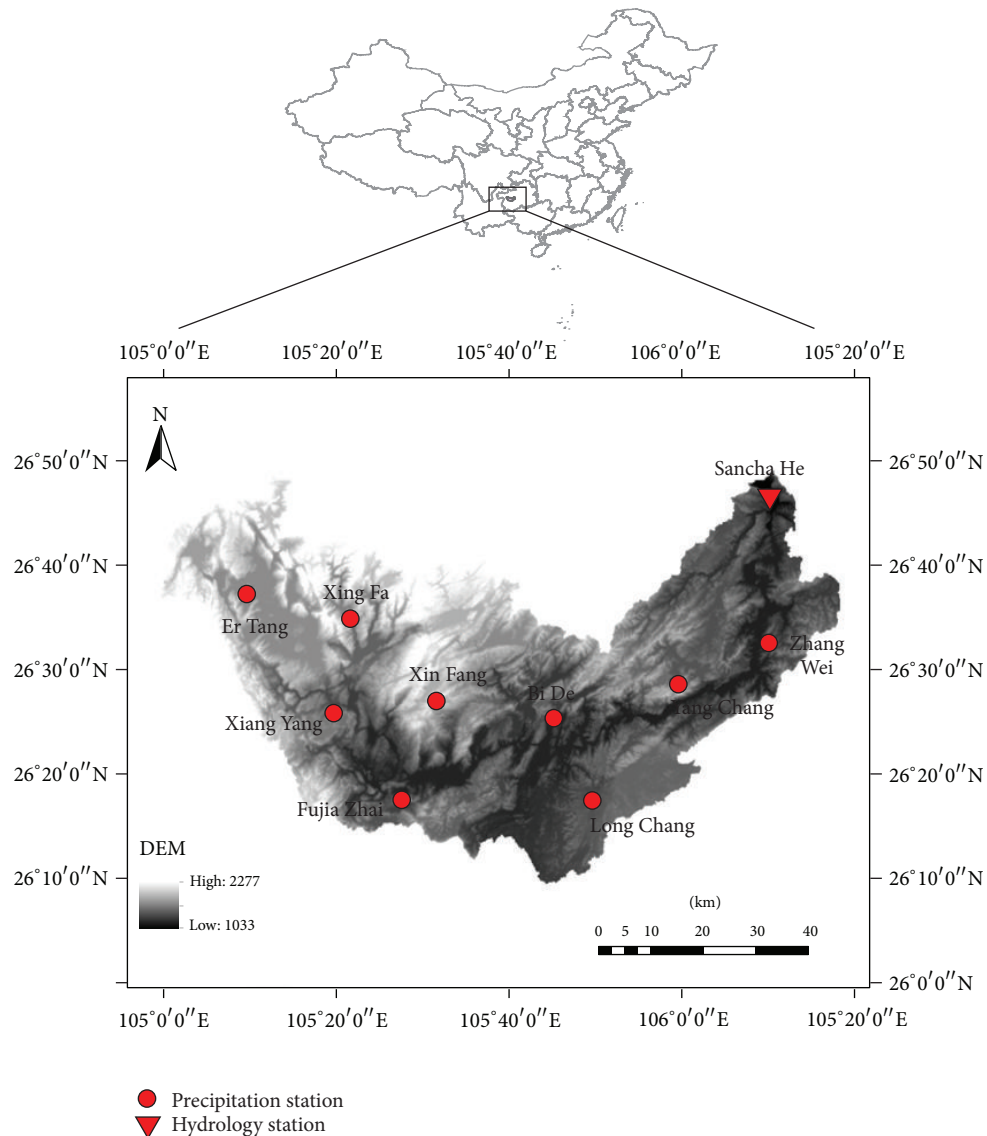 105°0′0″E 105°20′0″E 105°40′0″E 106°0′0″E 105°20′0″E
N
26°50′0″N 26°50′0″N
Sancha He
26°40′0″N 26°40′0″N
Xing Fa
Er Tang
Zhang
Wei
26°30′0″N 26°30′0″N
Xin Fang
Bi De
Yang Chang
Xiang Yang
26°20′0″N 26°20′0″N
Fujia Zhai
Long Chang
DEM
High: 2277
Low: 1033
26°10′0″N 26°10′0″N
(km)
0 5 10 20 30 40
26°0′0″N
105°0′0″E 105°20′0″E 105°40′0″E 106°0′0″E 105°20′0″E
Precipitation station
Hydrology station